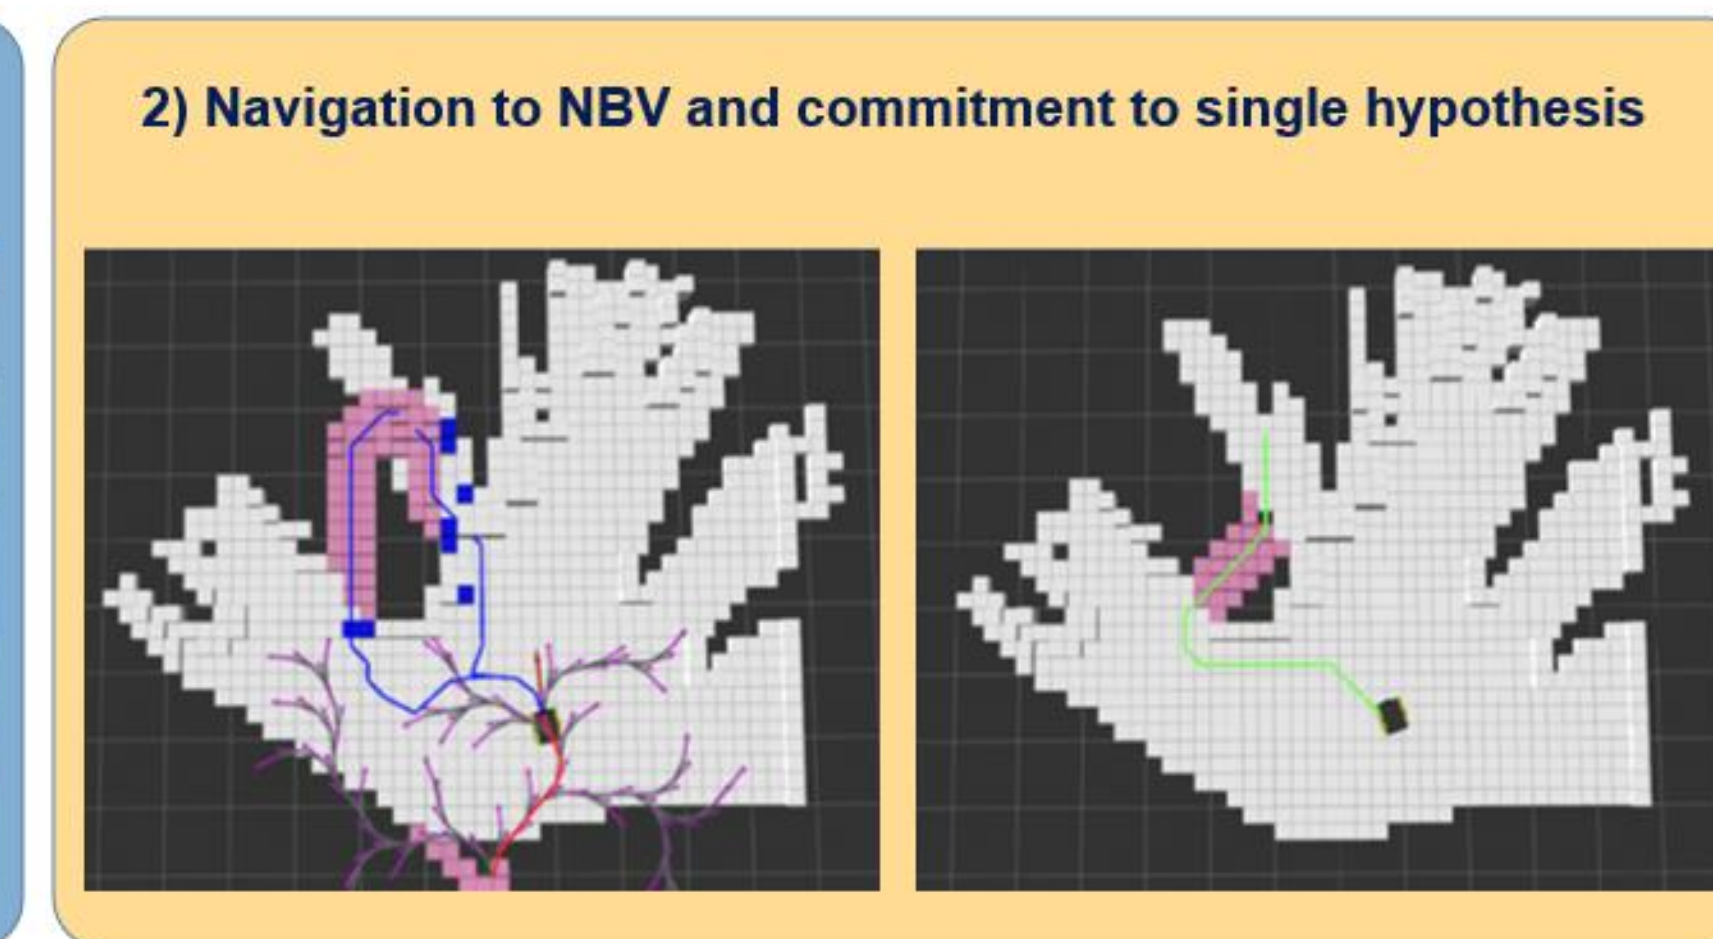 2) Navigation to NBV and commitment to single hypothesis